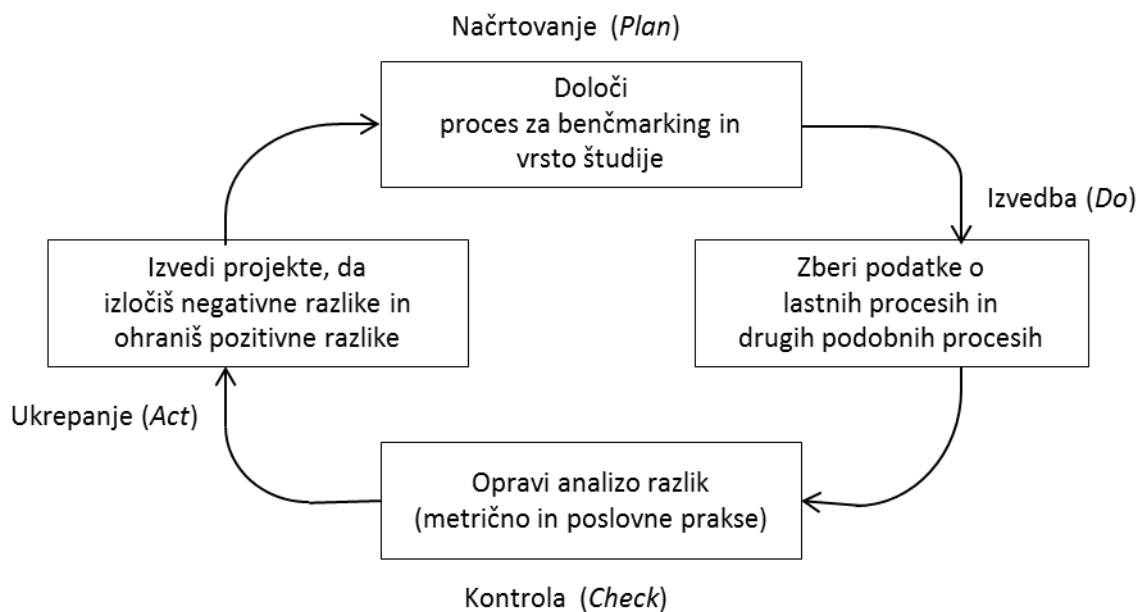 Načrtovanje (Plan)
Določi
proces za benčmarking in
vrsto študije
Izvedba (Do)
Zberi podatke o
lastnih procesih in
drugih podobnih procesih
Opravi analizo razlik
(metrično in poslovne prakse)
Kontrola (Check)
Ukrepanje (Act)
Izvedi projekte, da
izločiš negativne razlike in
ohraniš pozitivne razlike